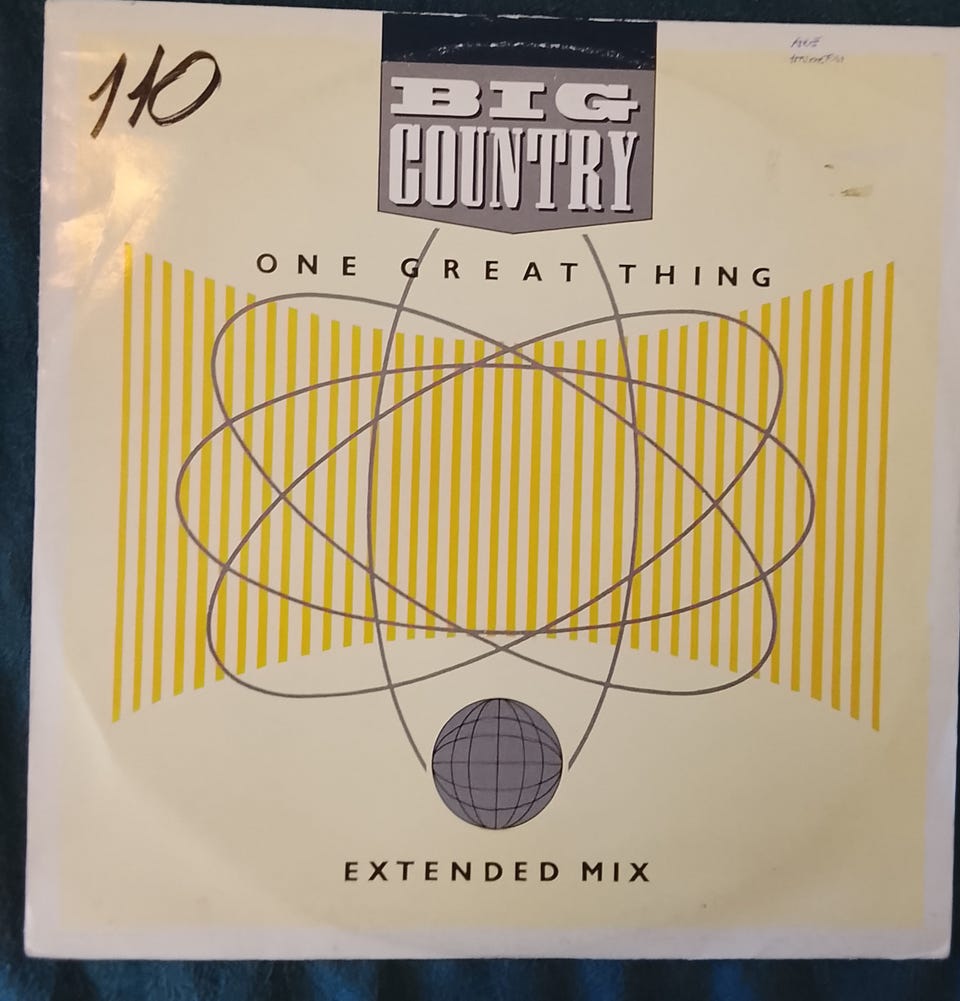 110
BIG
COUNTRY
ONE GREAT THING
EXTENDED MIX